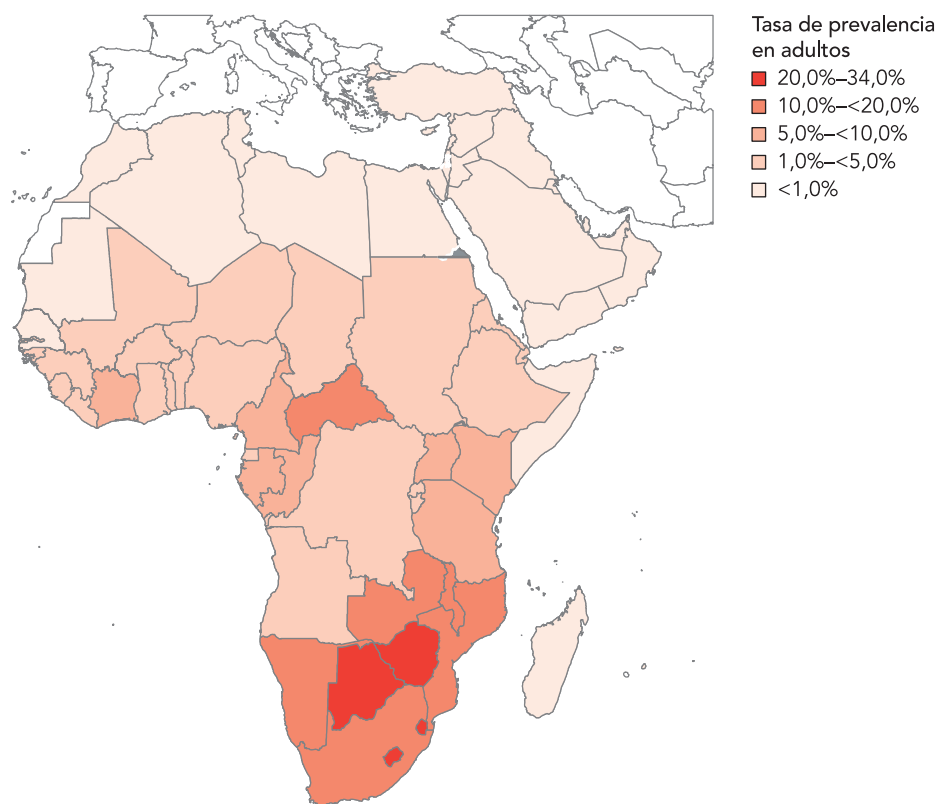 Tasa de prevalencia
en adultos
20,0%–34,0%
10,0%–<20,0%
5,0%–<10,0%
1,0%–<5,0%
<1,0%